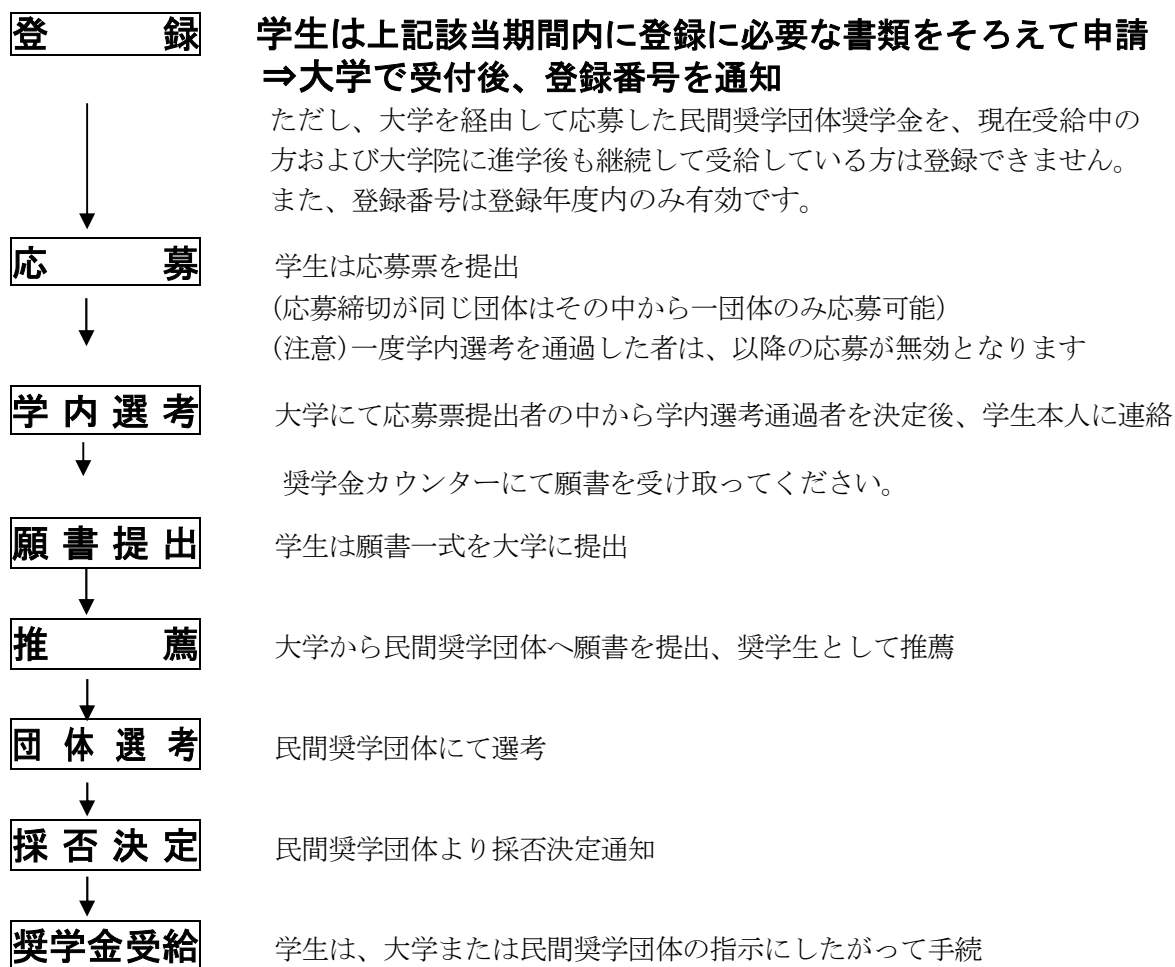 登録 学生は上記該当期間内に登録に必要な書類をそろえて申請
⇒大学で受付後、登録番号を通知
ただし、大学を経由して応募した民間奨学団体奨学金を、現在受給中の
方および大学院に進学後も継続して受給している方は登録できません。
また、登録番号は登録年度内のみ有効です。
応募 学生は応募票を提出
(応募締切が同じ団体はその中から一団体のみ応募可能)
(注意)一度学内選考を通過した者は、以降の応募が無効となります
学内選考 大学にて応募票提出者の中から学内選考通過者を決定後、学生本人に連絡
奨学金カウンターにて願書を受け取ってください。
願書提出 学生は願書一式を大学に提出
推薦 大学から民間奨学団体へ願書を提出、奨学生として推薦
団体選考 民間奨学団体にて選考
採否決定 民間奨学団体より採否決定通知
奨学金受給 学生は、大学または民間奨学団体の指示にしたがって手続